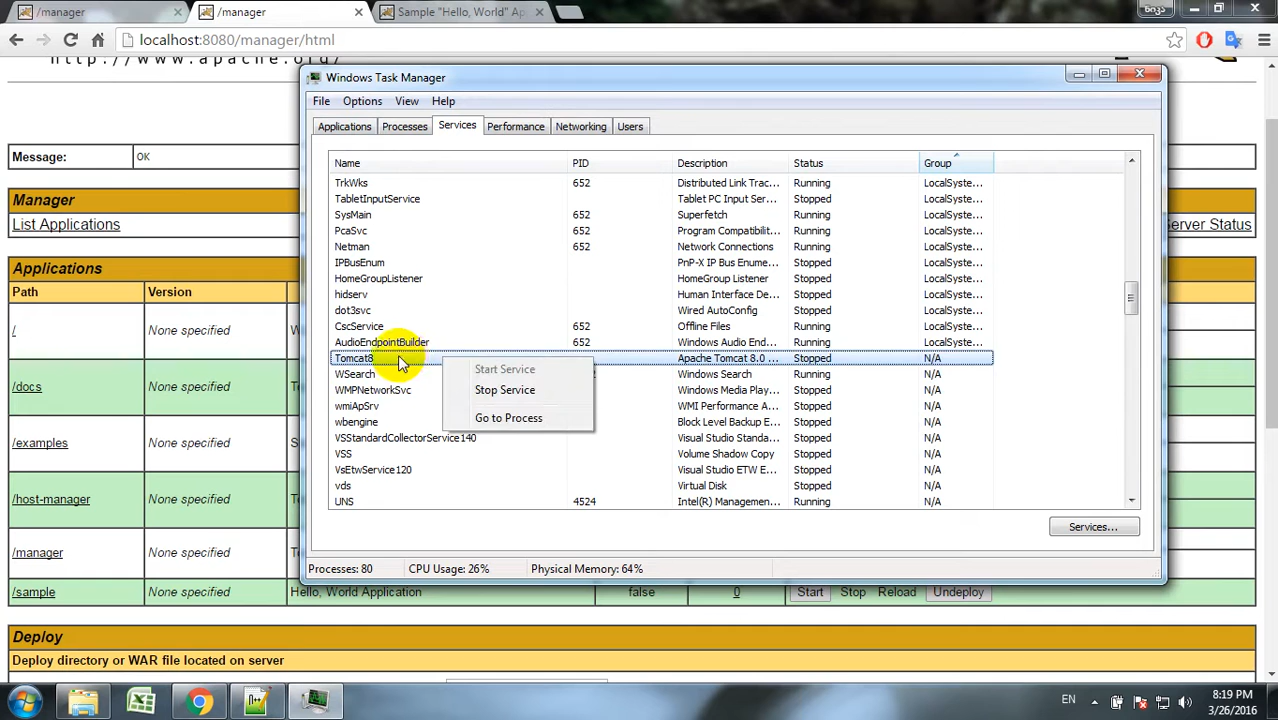 /manager
/manager
Sample "Hello, World" Ap
localhost:8080/manager/html
http://www.apache.org/
Message: OK
Manager
List Applications
Server Status
Applications
Path Version
/ None specified
/docs None specified
/examples None specified
/host-manager None specified
/manager None specified
/sample None specified Hello, World Application false 0 Start Stop Reload Undeploy
Deploy
Deploy directory or WAR file located on server
Windows Task Manager
File Options View Help
Applications Processes Services Performance Networking Users
Name PID Description Status Group
TrkWks 652 Distributed Link Trac... Running LocalSyste...
TabletInputService Tablet PC Input Ser... Stopped LocalSyste...
SysMain 652 Superfetch Running LocalSyste...
PcaSvc 652 Program Compatibil... Running LocalSyste...
Netman 652 Network Connections Running LocalSyste...
IPBusEnum PnP-X IP Bus Enume... Stopped LocalSyste...
HomeGroupListener HomeGroup Listener Stopped LocalSyste...
hidserv Human Interface De... Stopped LocalSyste...
dot3svc Wired AutoConfig Stopped LocalSyste...
CscService 652 Offline Files Running LocalSyste...
AudioEndpointBuilder 652 Windows Audio End... Running LocalSyste...
Tomcat8 Apache Tomcat 8.0 ... Stopped N/A
WSearch Windows Search Running N/A
WMPNetworkSvc Windows Media Play... Stopped N/A
wmiApSrv WMI Performance A... Stopped N/A
wbengine Block Level Backup E... Stopped N/A
VSStandardCollectorService140 Visual Studio Standa... Stopped N/A
VSS Volume Shadow Copy Stopped N/A
VsEtwService120 Visual Studio ETW E... Stopped N/A
vds Virtual Disk Stopped N/A
UNS 4524 Intel(R) Managemen... Running N/A
Start Service
Stop Service
Go to Process
Services...
Processes: 80 CPU Usage: 26% Physical Memory: 64%
EN
8:19 PM
3/26/2016